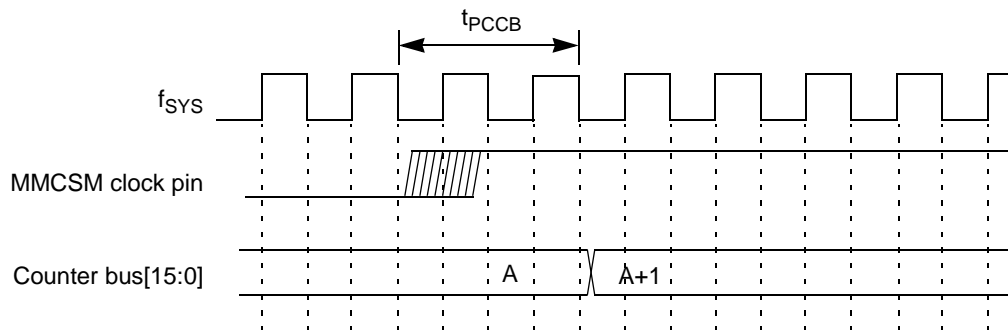 tPCCB
fSYS
MMCSM clock pin
Counter bus[15:0]
A
A+1